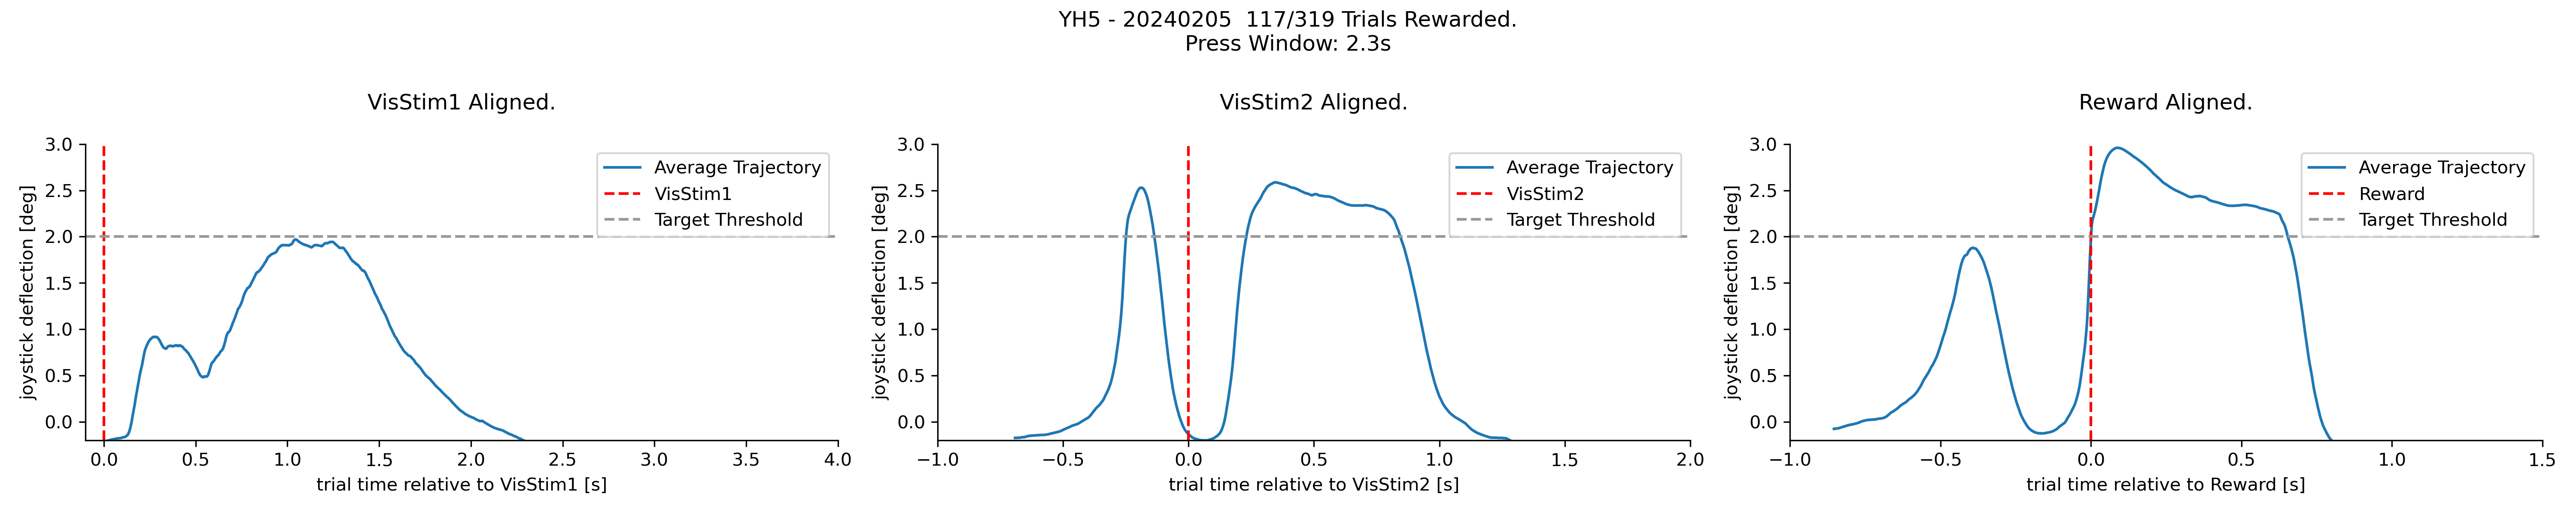 YH5 - 20240205  117/319 Trials Rewarded.
Press Window: 2.3s
VisStim1 Aligned.
joystick deflection [deg]
3.0
2.5
2.0
1.5
1.0
0.5
0.0
Average Trajectory
VisStim1
Target Threshold
0.0 0.5 1.0 1.5 2.0 2.5 3.0 3.5 4.0
trial time relative to VisStim1 [s]
VisStim2 Aligned.
joystick deflection [deg]
3.0
2.5
2.0
1.5
1.0
0.5
0.0
Average Trajectory
VisStim2
Target Threshold
−1.0 −0.5 0.0 0.5 1.0 1.5 2.0
trial time relative to VisStim2 [s]
Reward Aligned.
joystick deflection [deg]
3.0
2.5
2.0
1.5
1.0
0.5
0.0
Average Trajectory
Reward
Target Threshold
−1.0 −0.5 0.0 0.5 1.0 1.5
trial time relative to Reward [s]